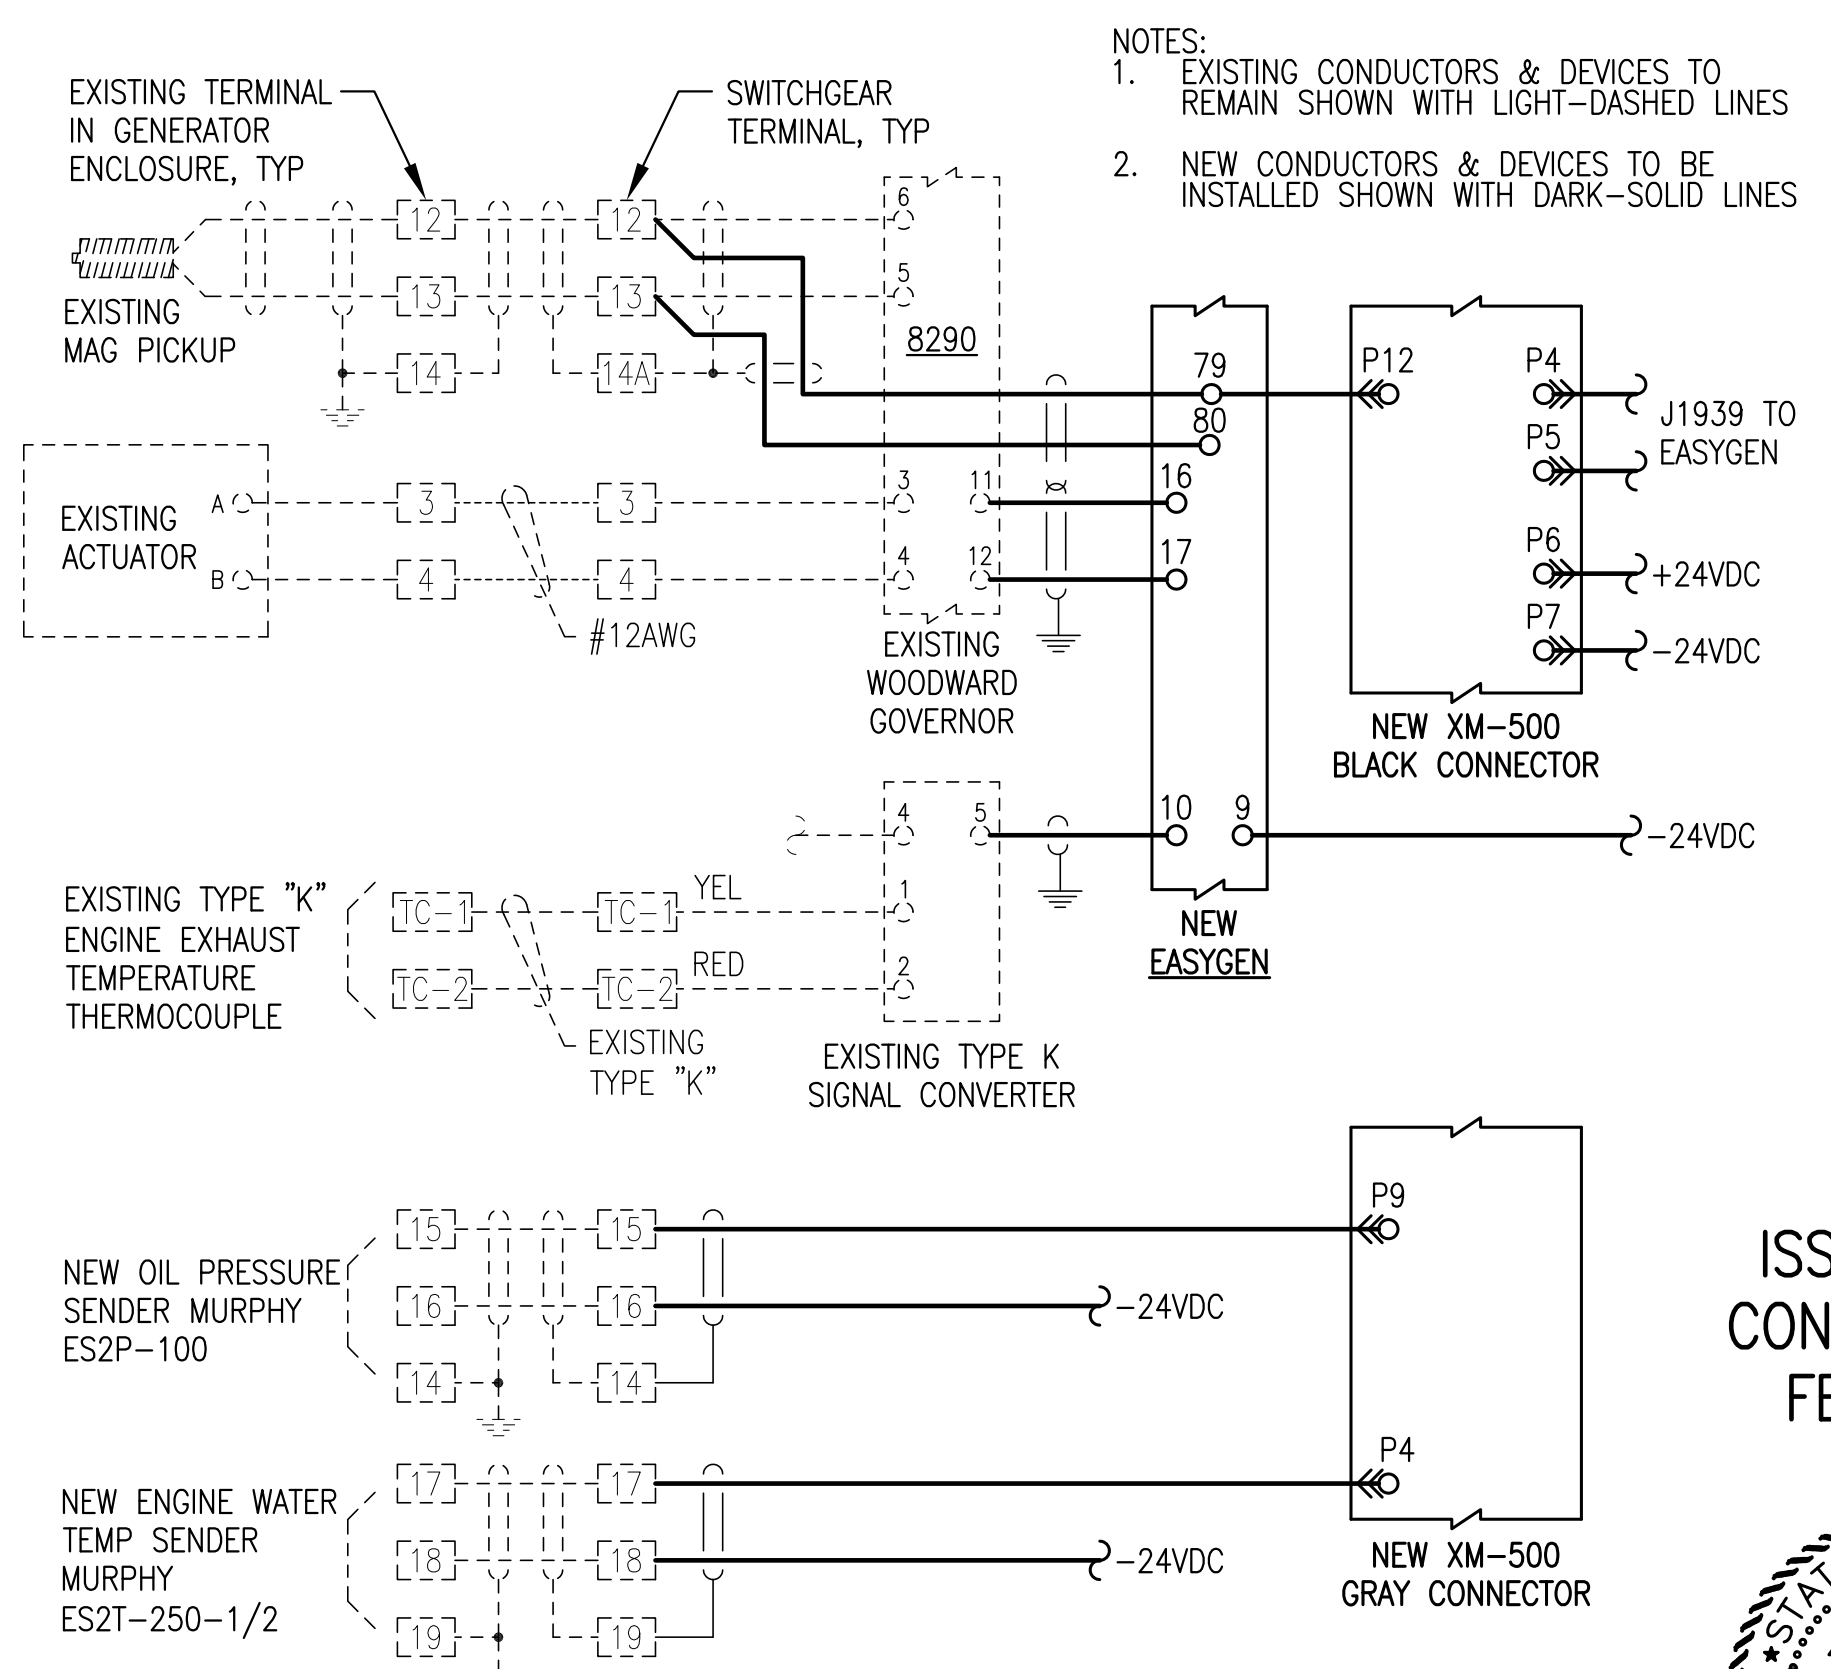 NOTES:
1. EXISTING CONDUCTORS & DEVICES TO
REMAIN SHOWN WITH LIGHT-DASHED LINES
2. NEW CONDUCTORS & DEVICES TO BE
INSTALLED SHOWN WITH DARK-SOLID LINES
EXISTING TERMINAL
IN GENERATOR
ENCLOSURE, TYP
SWITCHGEAR
TERMINAL, TYP
12
12
6
EXISTING
MAG PICKUP
13
13
5
8290
14
14A
79
80
P12
P4
J1939 TO
EASYGEN
P5
EXISTING
ACTUATOR
A
3
3
3
11
16
B
4
4
4
12
17
#12AWG
P6
+24VDC
P7
-24VDC
EXISTING
WOODWARD
GOVERNOR
NEW XM-500
BLACK CONNECTOR
4
5
10
9
-24VDC
EXISTING TYPE "K"
ENGINE EXHAUST
TEMPERATURE
THERMOCOUPLE
TC-1
TC-1
YEL
1
TC-2
TC-2
RED
2
EXISTING
TYPE "K"
NEW
EASYGEN
EXISTING TYPE K
SIGNAL CONVERTER
NEW OIL PRESSURE
SENDER MURPHY
ES2P-100
15
15
P9
16
16
-24VDC
14
14
NEW ENGINE WATER
TEMP SENDER
MURPHY
ES2T-250-1/2
17
17
P4
18
18
-24VDC
19
19
NEW XM-500
GRAY CONNECTOR
ISS
CON
FE
STAT